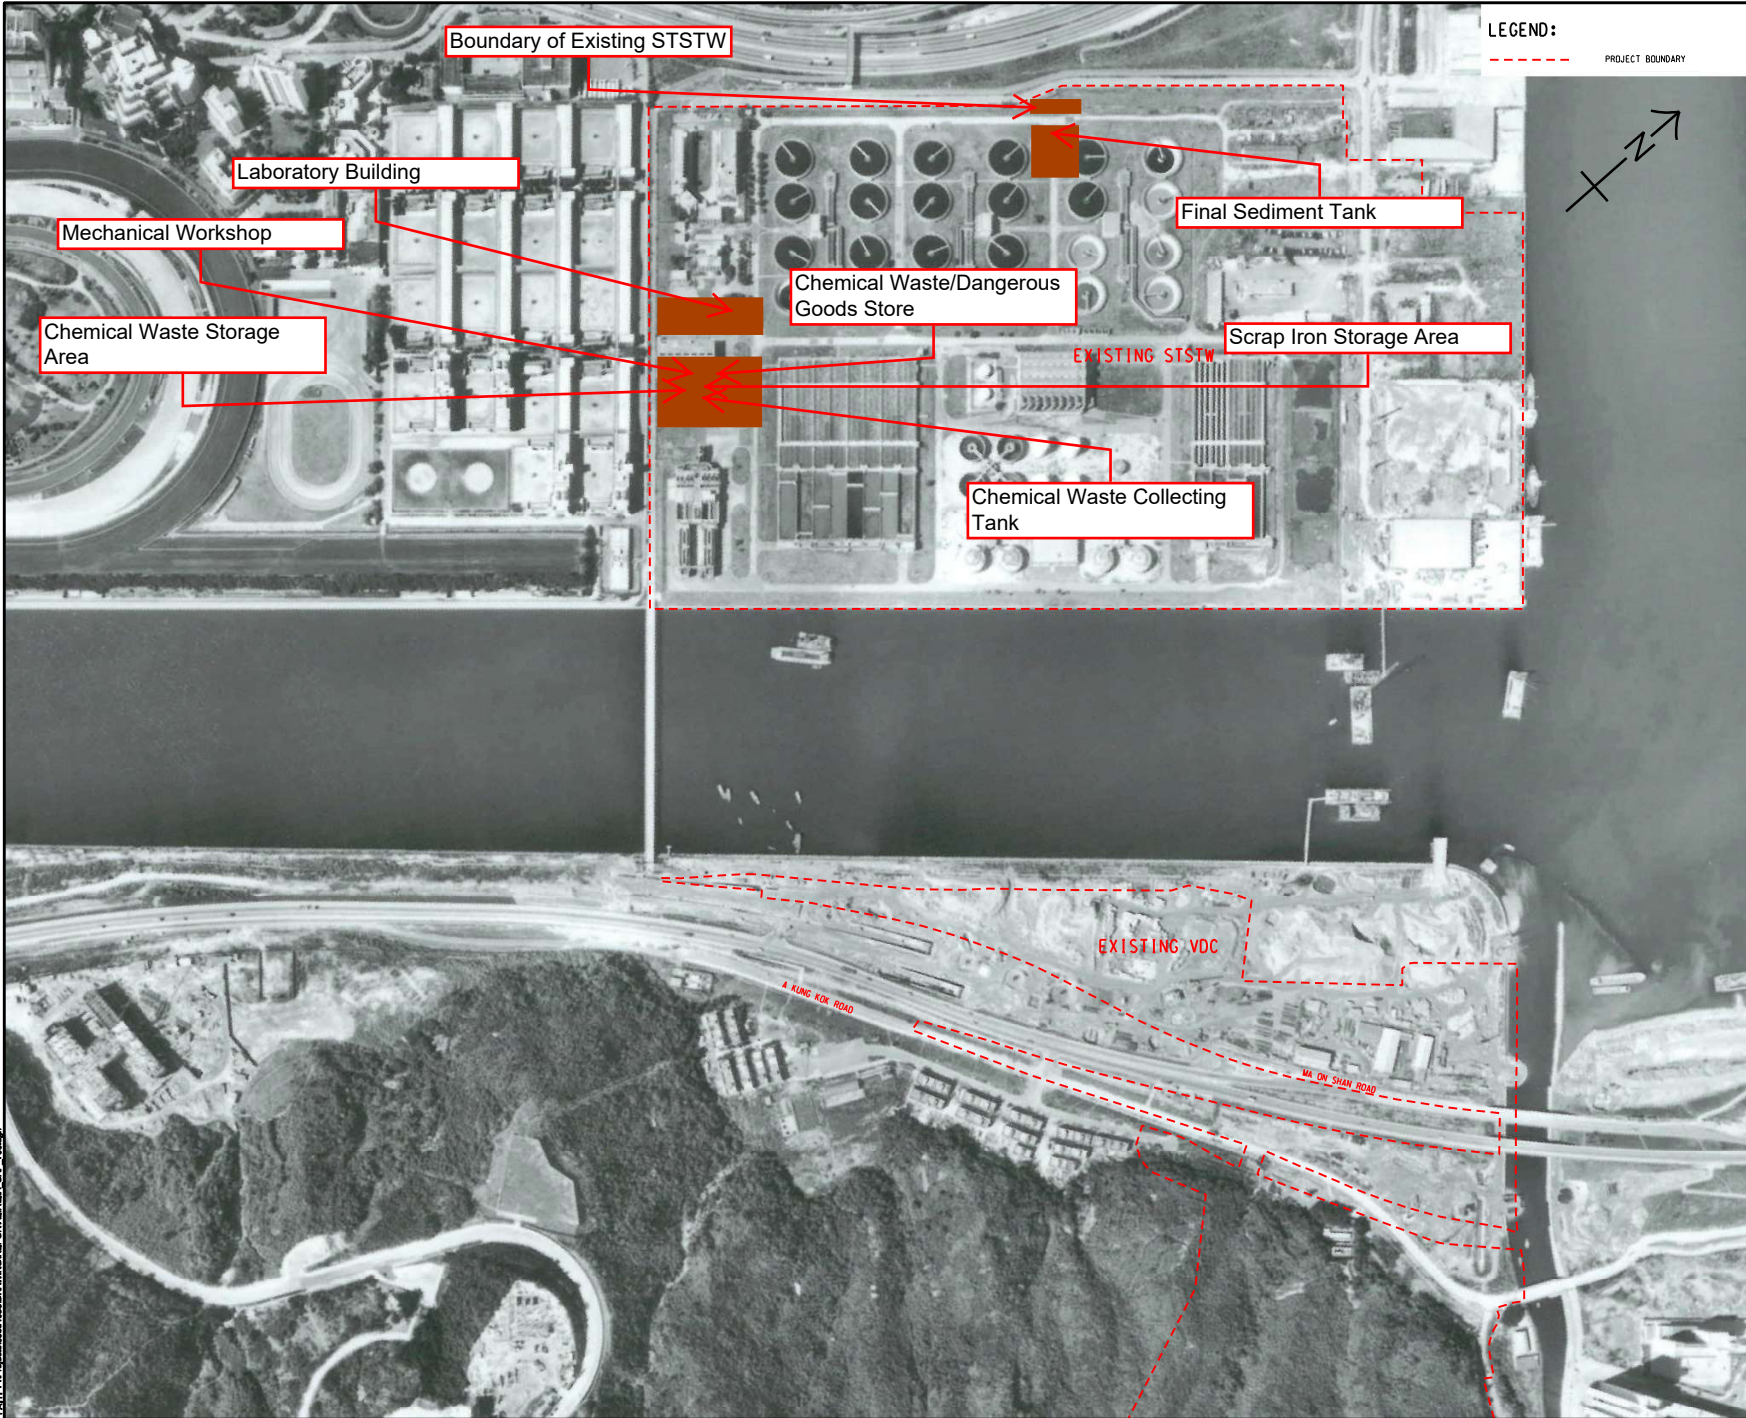 LEGEND:
PROJECT BOUNDARY
Boundary of Existing STSTW
N
Laboratory Building
Final Sediment Tank
Mechanical Workshop
Chemical Waste/Dangerous
Goods Store
Chemical Waste Storage
Area
Scrap Iron Storage Area
EXISTING STSTW
Chemical Waste Collecting
Tank
EXISTING VDC
A KUNG KOK ROAD
MA ON SHAN ROAD